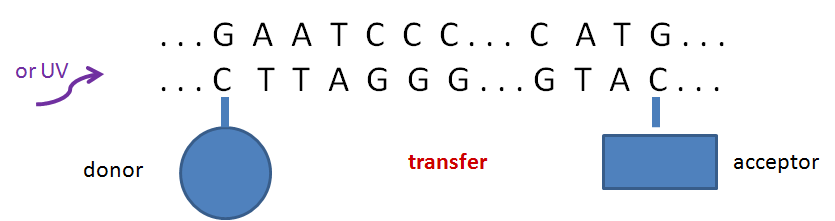 ...G A A T C C C... C A T G...
or UV
...C T T A G G G...G T A C...
donor
transfer
acceptor